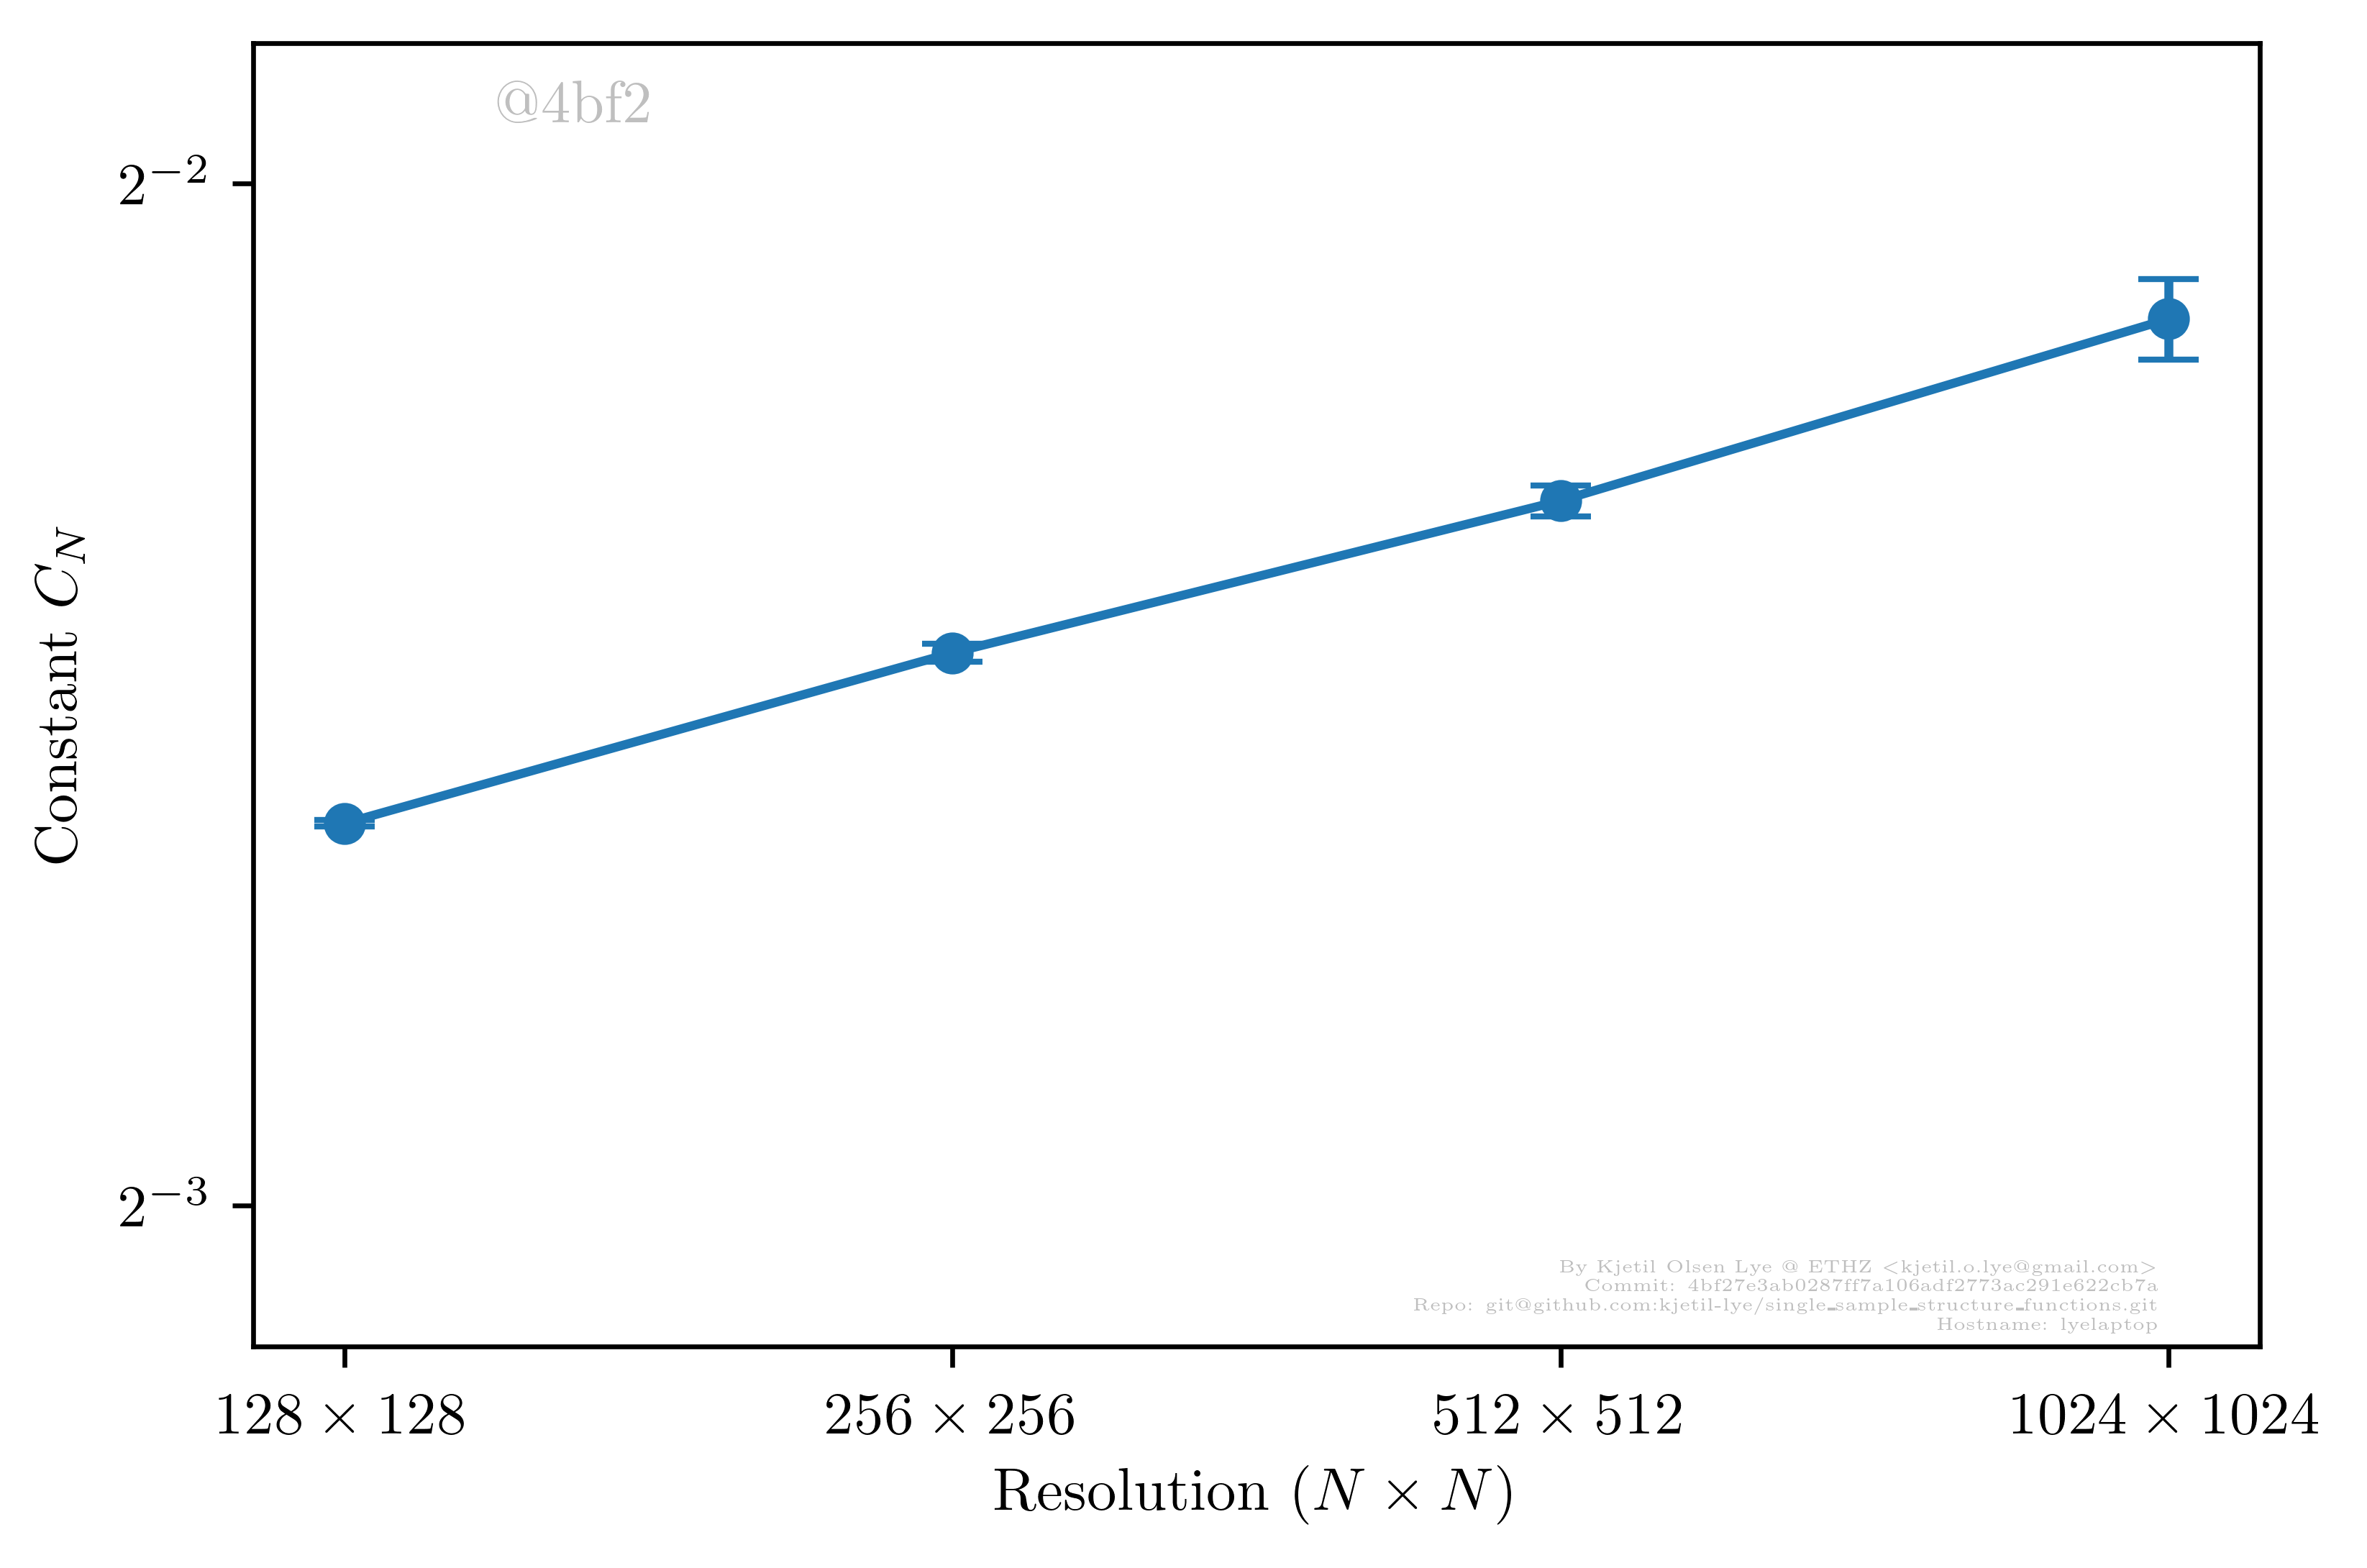 @4bf2
2⁻²
Constant C_N
2⁻³
By Kjetil Olsen Lye @ ETHZ <kjetil.o.lye@gmail.com>
Commit: 4bf27e3ab0287ff7a106adf2773ac291e622cb7a
Repo: git@github.com:kjetil-lye/single_sample_structure_functions.git
Hostname: lyelaptop
128 × 128 256 × 256 512 × 512 1024 × 1024
Resolution (N × N)